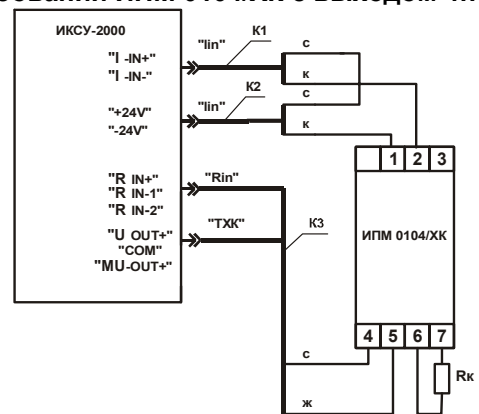 ИКСУ-2000
"I -IN+"
"I -IN-"
"Iin"
К1
с
к
"+24V"
"-24V"
"Iin"
К2
с
к
1 2 3
"R IN+"
"R IN-1"
"R IN-2"
"Rin"
"U OUT+"
"COM"
"MU-OUT+"
"ТХК"
К3
ИПМ 0104/ХК
4 5 6 7
с
ж
Rк